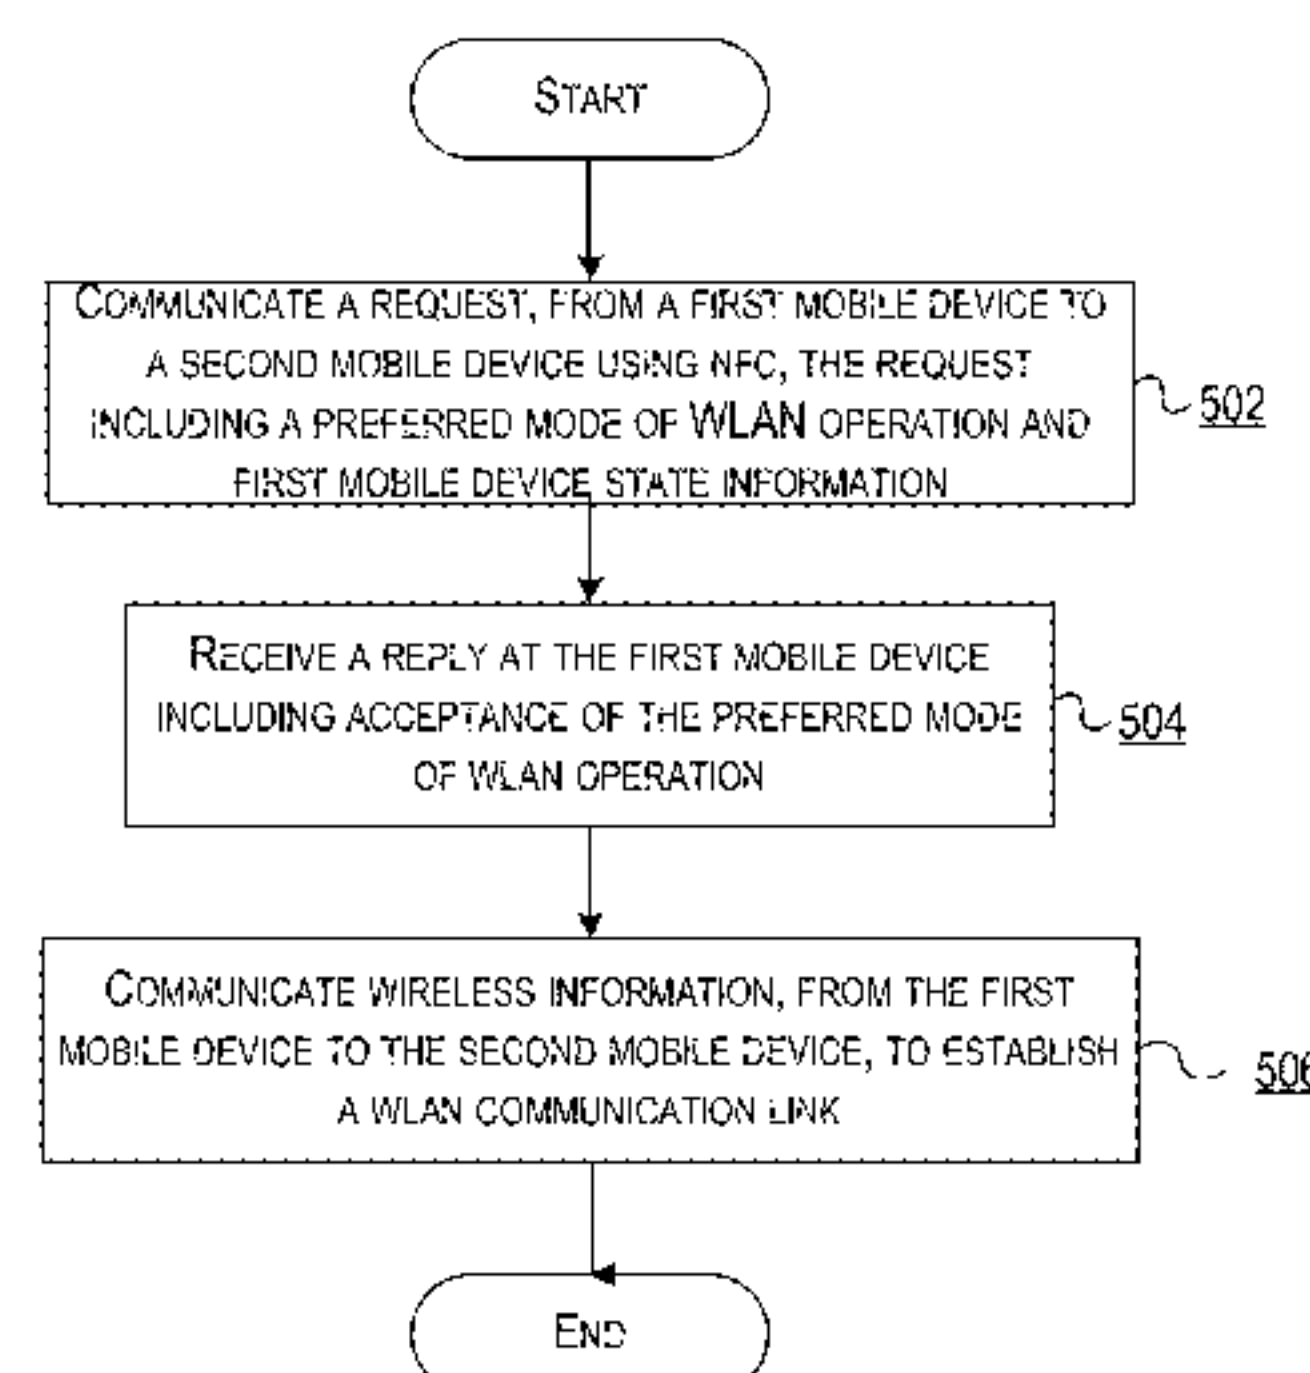 START
COMMUNICATE A REQUEST, FROM A FIRST MOBILE DEVICE TO
A SECOND MOBILE DEVICE USING NFC, THE REQUEST
INCLUDING A PREFERRED MODE OF WLAN OPERATION AND
FIRST MOBILE DEVICE STATE INFORMATION
502
RECEIVE A REPLY AT THE FIRST MOBILE DEVICE
INCLUDING ACCEPTANCE OF THE PREFERRED MODE
OF WLAN OPERATION
504
COMMUNICATE WIRELESS INFORMATION, FROM THE FIRST
MOBILE DEVICE TO THE SECOND MOBILE DEVICE, TO ESTABLISH
A WLAN COMMUNICATION LINK
506
END